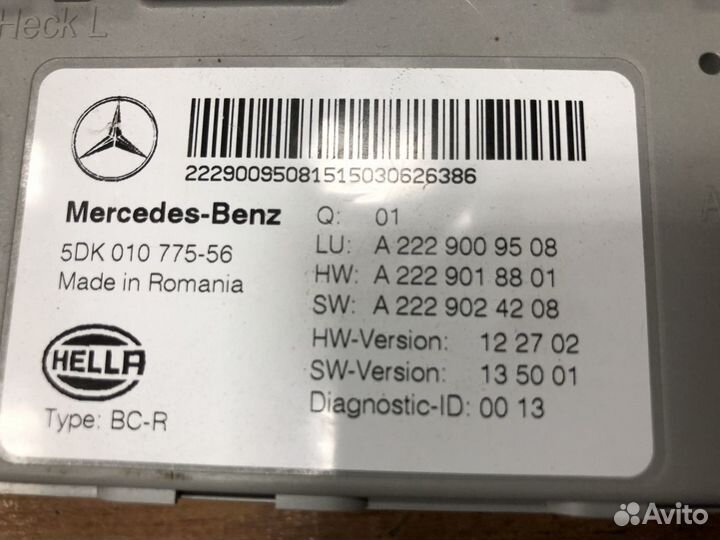 Heck L
2229009508151503062​6386
Mercedes-Benz
Q: 01
5DK 010 775-56
LU: A 222 900 95 08
Made in Romania
HW: A 222 901 88 01
SW: A 222 902 42 08
HELLA
HW-Version: 12 27 02
SW-Version: 13 50 01
Type: BC-R
Diagnostic-ID: 00 13
Avito